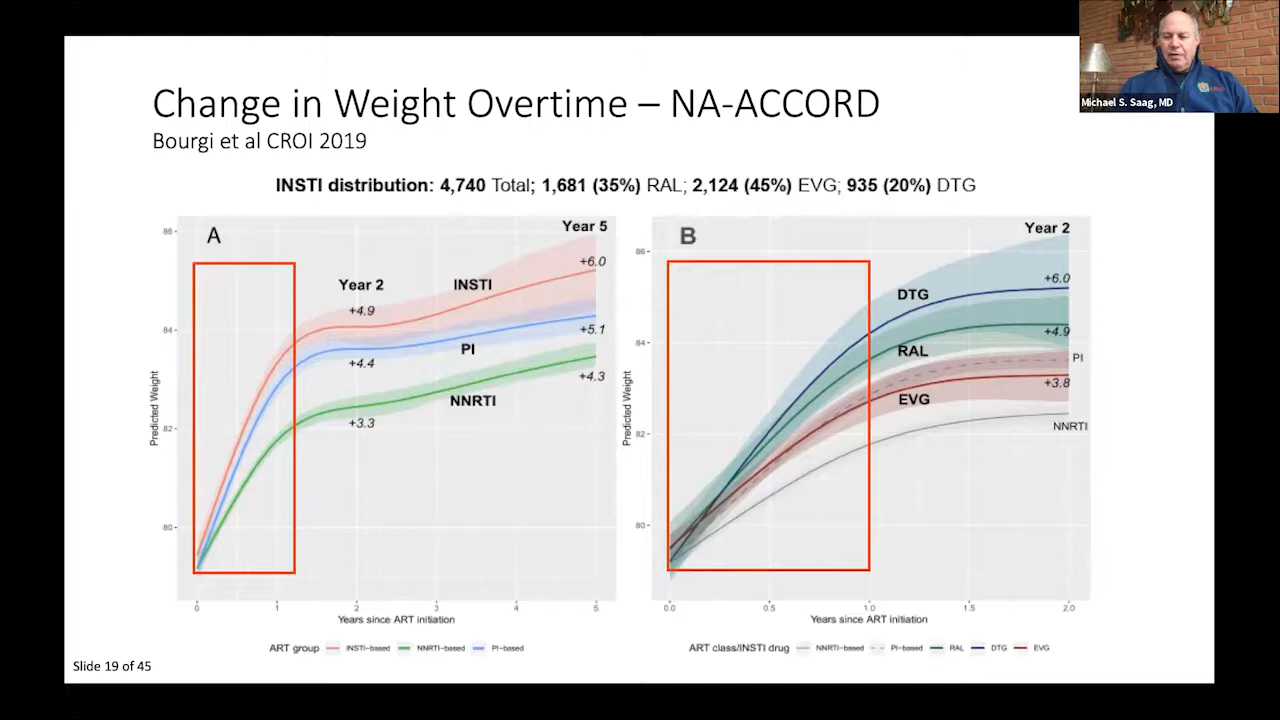 Michael S. Saag, MD
Change in Weight Overtime – NA-ACCORD
Bourgi et al CROI 2019
INSTI distribution: 4,740 Total; 1,681 (35%) RAL; 2,124 (45%) EVG; 935 (20%) DTG
A
Year 5
86
+6.0
Year 2
INSTI
+4.9
84
+5.1
PI
+4.4
+4.3
NNRTI
+3.3
82
80
Predicted Weight
0 1 2 3 4 5
Years since ART initiation
ART group INSTI-based NNRTI-based PI-based
B
Year 2
86
+6.0
DTG
+4.9
84
RAL
PI
+3.8
EVG
NNRTI
82
80
Predicted Weight
0.0 0.5 1.0 1.5 2.0
Years since ART initiation
ART class/INSTI drug NNRTI-based PI-based RAL DTG EVG
Slide 19 of 45